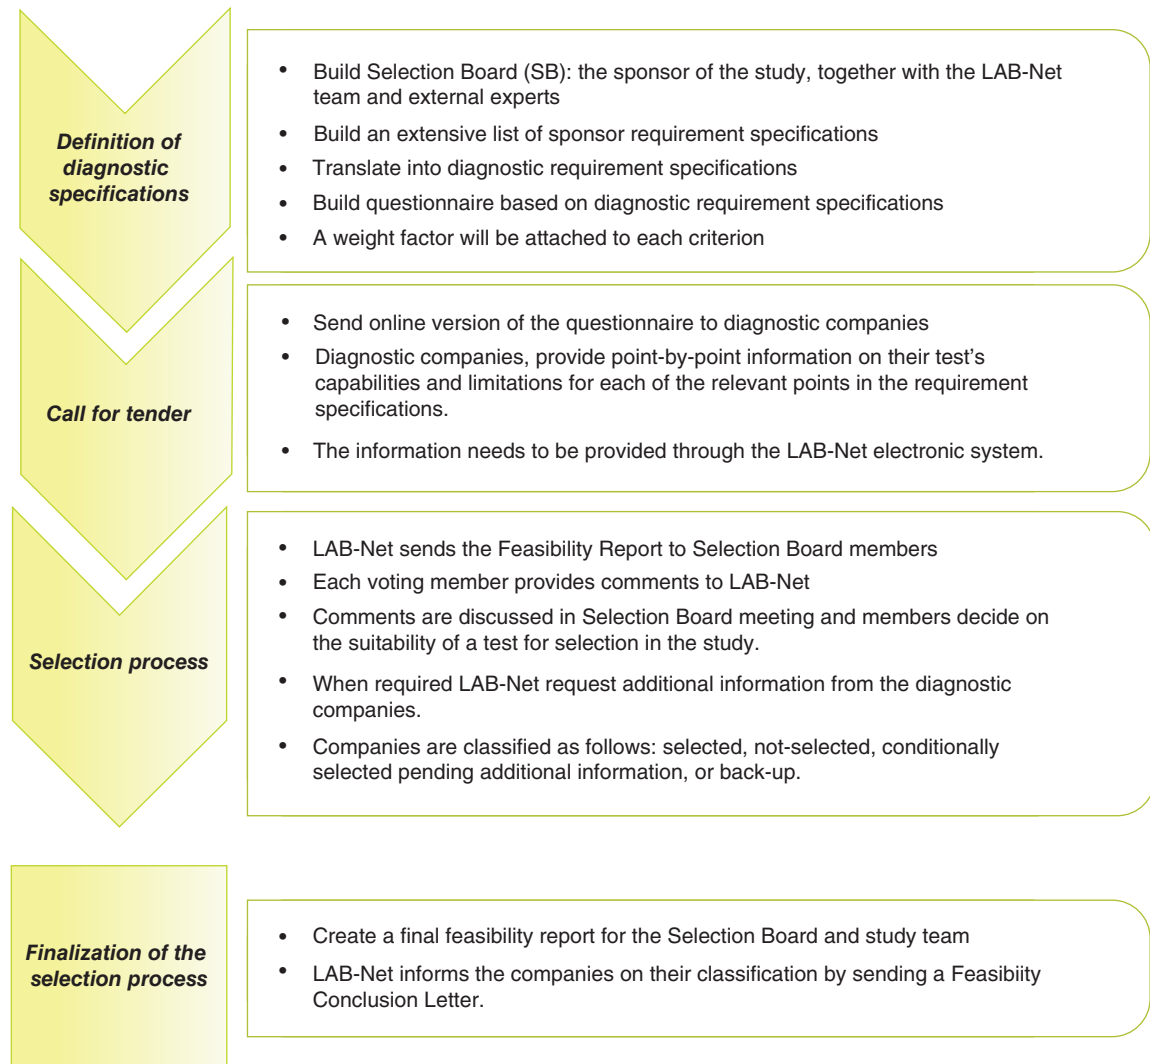 Definition of
diagnostic
specifications
• Build Selection Board (SB): the sponsor of the study, together with the LAB-Net
team and external experts
• Build an extensive list of sponsor requirement specifications
• Translate into diagnostic requirement specifications
• Build questionnaire based on diagnostic requirement specifications
• A weight factor will be attached to each criterion
Call for tender
• Send online version of the questionnaire to diagnostic companies
• Diagnostic companies, provide point-by-point information on their test's
capabilities and limitations for each of the relevant points in the requirement
specifications.
• The information needs to be provided through the LAB-Net electronic system.
Selection process
• LAB-Net sends the Feasibility Report to Selection Board members
• Each voting member provides comments to LAB-Net
• Comments are discussed in Selection Board meeting and members decide on
the suitability of a test for selection in the study.
• When required LAB-Net request additional information from the diagnostic
companies.
• Companies are classified as follows: selected, not-selected, conditionally
selected pending additional information, or back-up.
Finalization of the
selection process
• Create a final feasibility report for the Selection Board and study team
• LAB-Net informs the companies on their classification by sending a Feasibiity
Conclusion Letter.